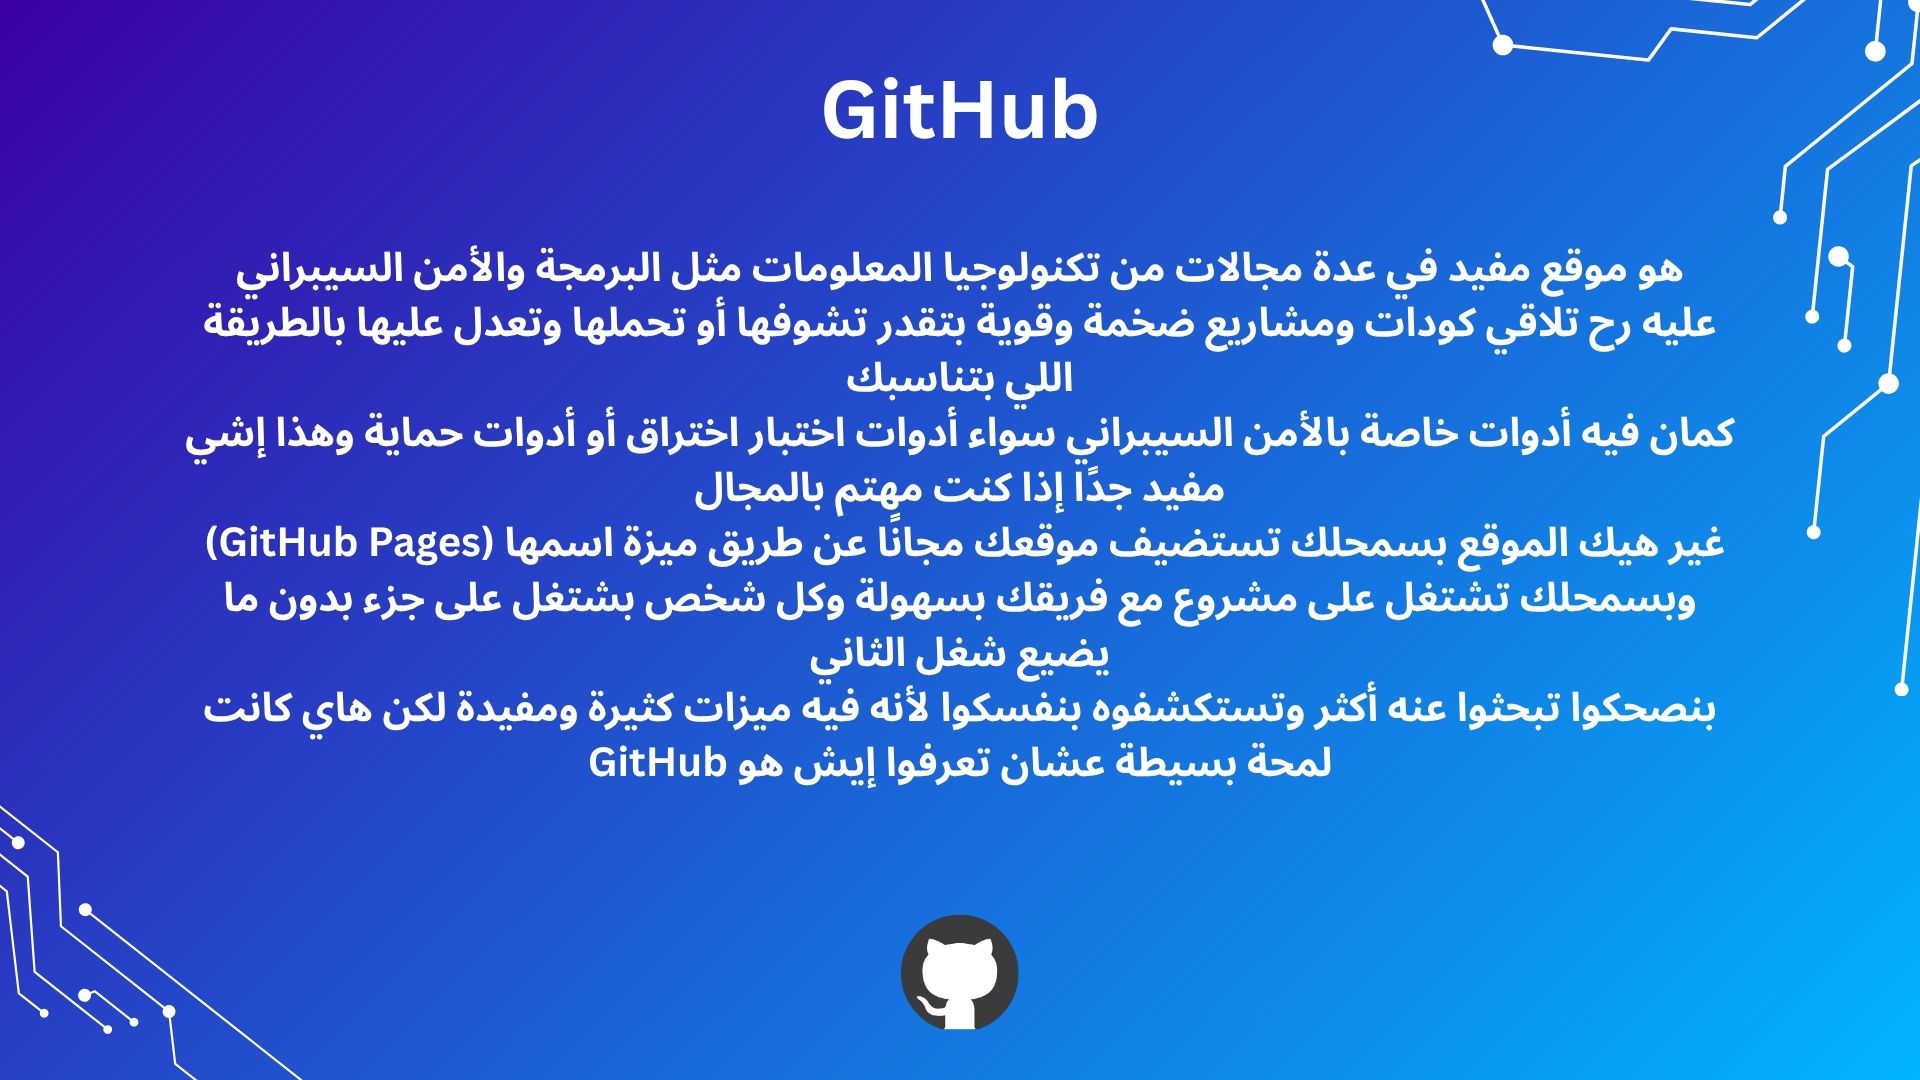 GitHub
هو موقع مفيد في عدة مجالات من تكنولوجيا المعلومات مثل البرمجة والأمن السيبراني
عليه رح تلاقي كودات ومشاريع ضخمة وقوية بتقدر تشوفها أو تحملها وتعدل عليها بالطريقة
اللي بتناسبك
كمان فيه أدوات خاصة بالأمن السيبراني سواء أدوات اختبار اختراق أو أدوات حماية وهذا إشي
مفيد جدًا إذا كنت مهتم بالمجال
غير هيك الموقع بسمحلك تستضيف موقعك مجانًا عن طريق ميزة اسمها (GitHub Pages)
وبسمحلك تشتغل على مشروع مع فريقك بسهولة وكل شخص بشتغل على جزء بدون ما
يضيع شغل الثاني
بنصحكوا تبحثوا عنه أكثر وتستكشفوه بنفسكوا لأنه فيه ميزات كثيرة ومفيدة لكن هاي كانت
لمحة بسيطة عشان تعرفوا إيش هو GitHub